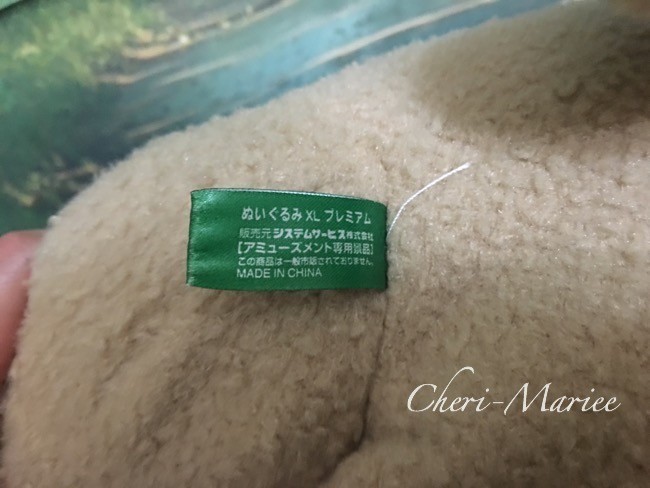 ぬいぐるみ XL プレミアム
販売元 システムサービス株式会社
【アミューズメント専用景品】
この商品は一般市販されておりません。
MADE IN CHINA
Cheri-Mariee